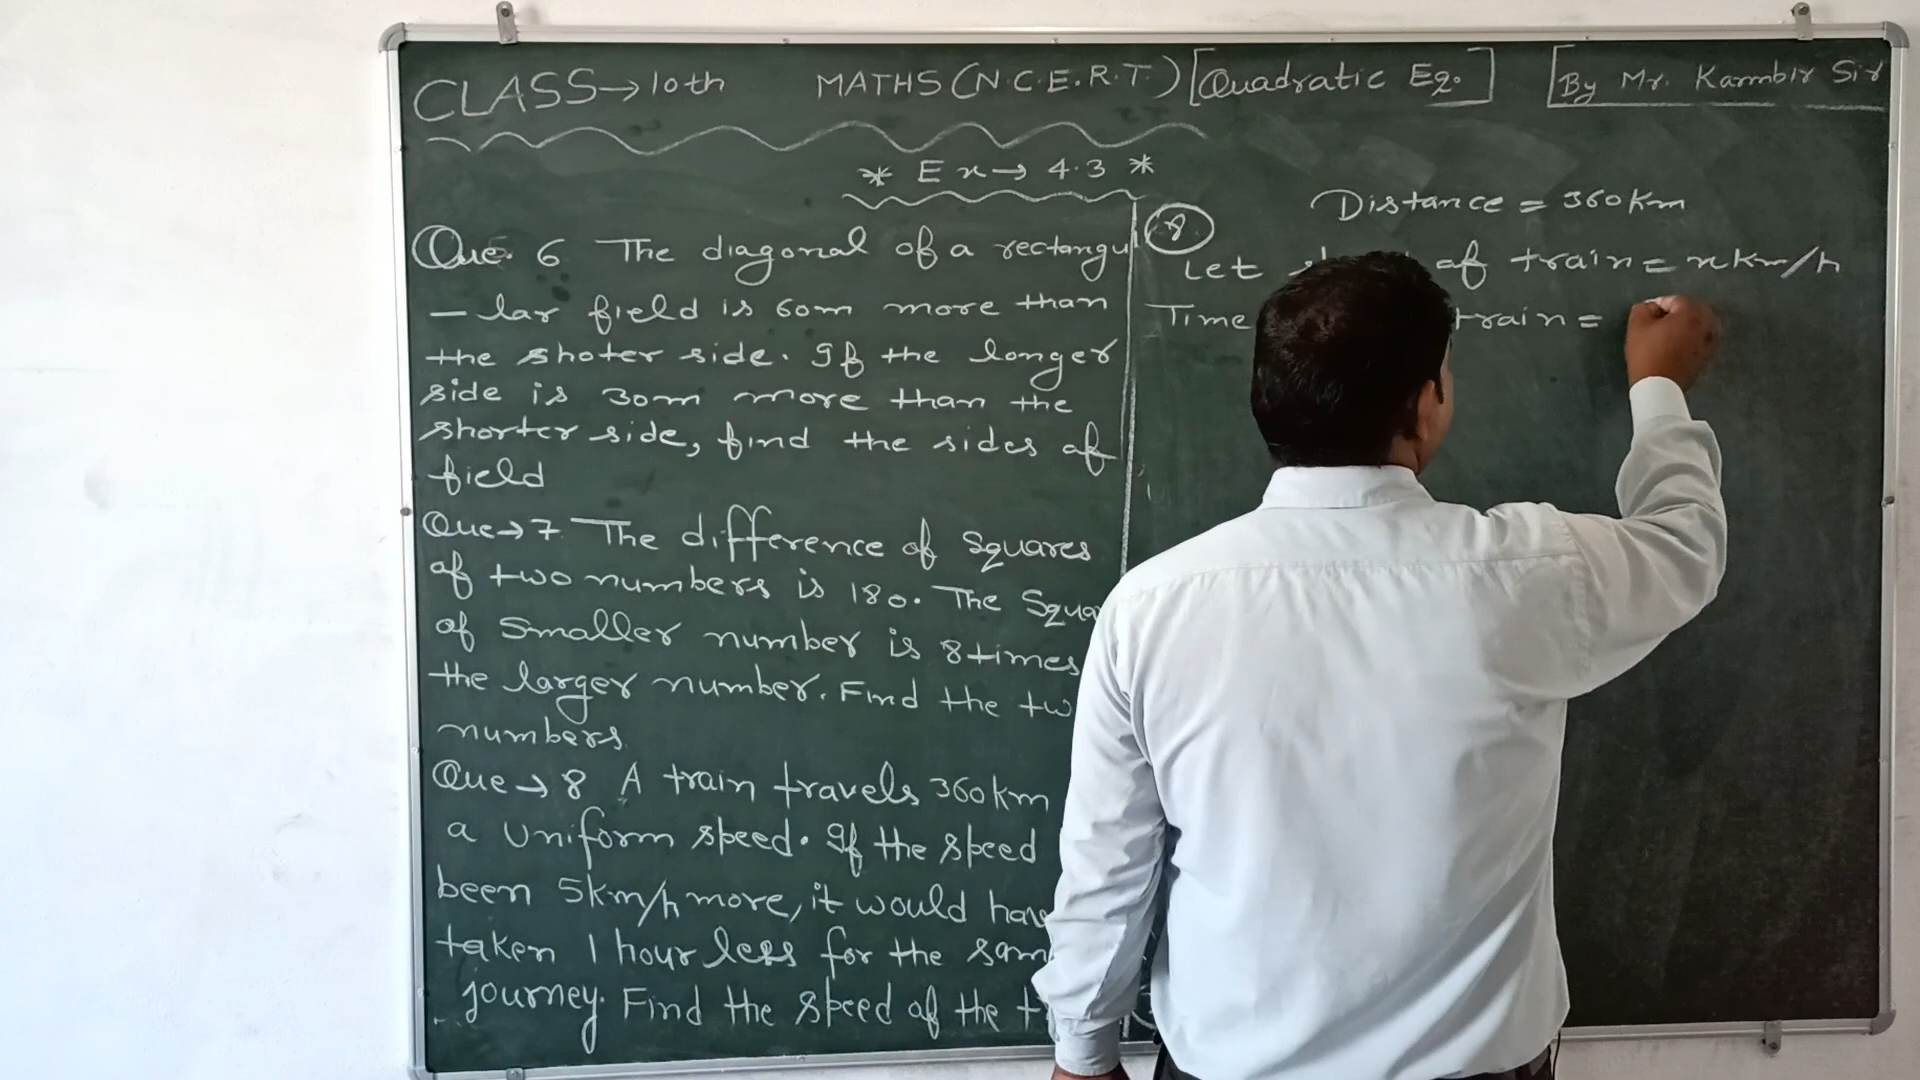 CLASS→10th MATHS (N.C.E.R.T) [Quadratic Eq.] [By Mr. Karmbir Sir
* Ex→ 4.3 *
Que. 6 The diagonal of a rectangu
- lar field is 60m more than
the shoter side. If the longer
side is 30m more than the
shorter side, find the sides of
field
Que→7. The difference of squares
of two numbers is 180. The Squa
of smaller number is 8 times
the larger number. Find the tw
numbers.
Que→8 A train travels 360km
a uniform speed. If the speed
been 5km/h more, it would hav
taken 1 hour less for the sam
journey. Find the speed of the t
8 Distance = 360km
Let of train = x km/h
Time train =